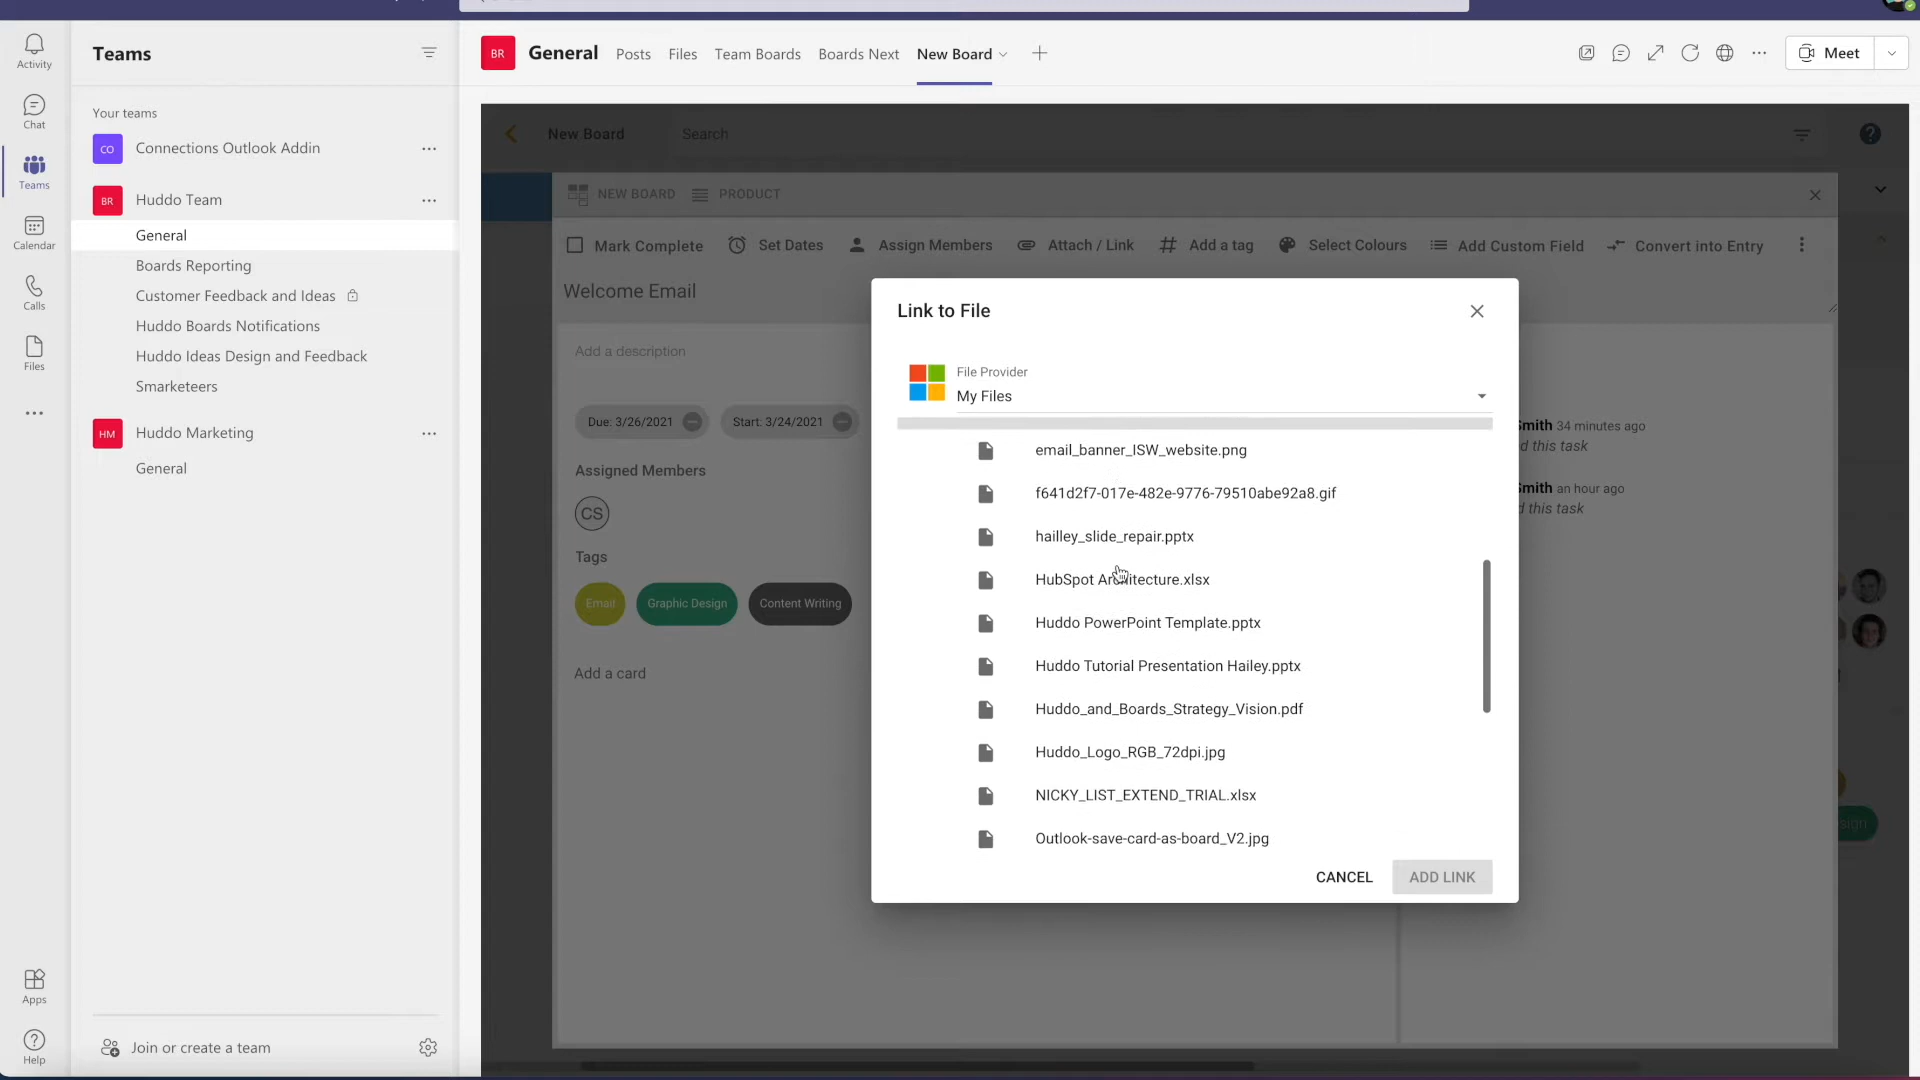 Activity
Chat
Teams
Calendar
Calls
Files
Apps
Help
Teams
Your teams
CO Connections Outlook Addin
BR Huddo Team
General
Boards Reporting
Customer Feedback and Ideas
Huddo Boards Notifications
Huddo Ideas Design and Feedback
Smarketeers
HM Huddo Marketing
General
Join or create a team
BR General Posts Files Team Boards Boards Next New Board Meet
New Board Search
NEW BOARD PRODUCT
Mark Complete Set Dates Assign Members Attach / Link Add a tag Select Colours Add Custom Field Convert into Entry
Welcome Email
Add a description
Due: 3/26/2021 Start: 3/24/2021
Assigned Members
CS
Tags
Email Graphic Design Content Writing
Add a card
Link to File
File Provider
My Files
email_banner_ISW_website.png
f641d2f7-017e-482e-9776-79510abe92a8.gif
hailley_slide_repair.pptx
HubSpot Architecture.xlsx
Huddo PowerPoint Template.pptx
Huddo Tutorial Presentation Hailey.pptx
Huddo_and_Boards_Strategy_Vision.pdf
Huddo_Logo_RGB_72dpi.jpg
NICKY_LIST_EXTEND_TRIAL.xlsx
Outlook-save-card-as-board_V2.jpg
CANCEL ADD LINK
Smith 34 minutes ago
this task
Smith an hour ago
this task